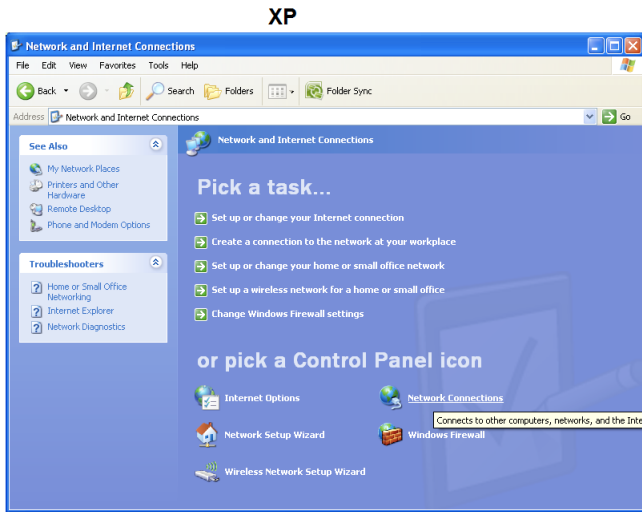 XP
Network and Internet Connections
File Edit View Favorites Tools Help
Back Search Folders Folder Sync
Address Network and Internet Connections Go
See Also
My Network Places
Printers and Other
Hardware
Remote Desktop
Phone and Modem Options
Troubleshooters
Home or Small Office
Networking
Internet Explorer
Network Diagnostics
Network and Internet Connections
Pick a task...
Set up or change your Internet connection
Create a connection to the network at your workplace
Set up or change your home or small office network
Set up a wireless network for a home or small office
Change Windows Firewall settings
or pick a Control Panel icon
Internet Options Network Connections
Connects to other computers, networks, and the Inte
Network Setup Wizard Windows Firewall
Wireless Network Setup Wizard